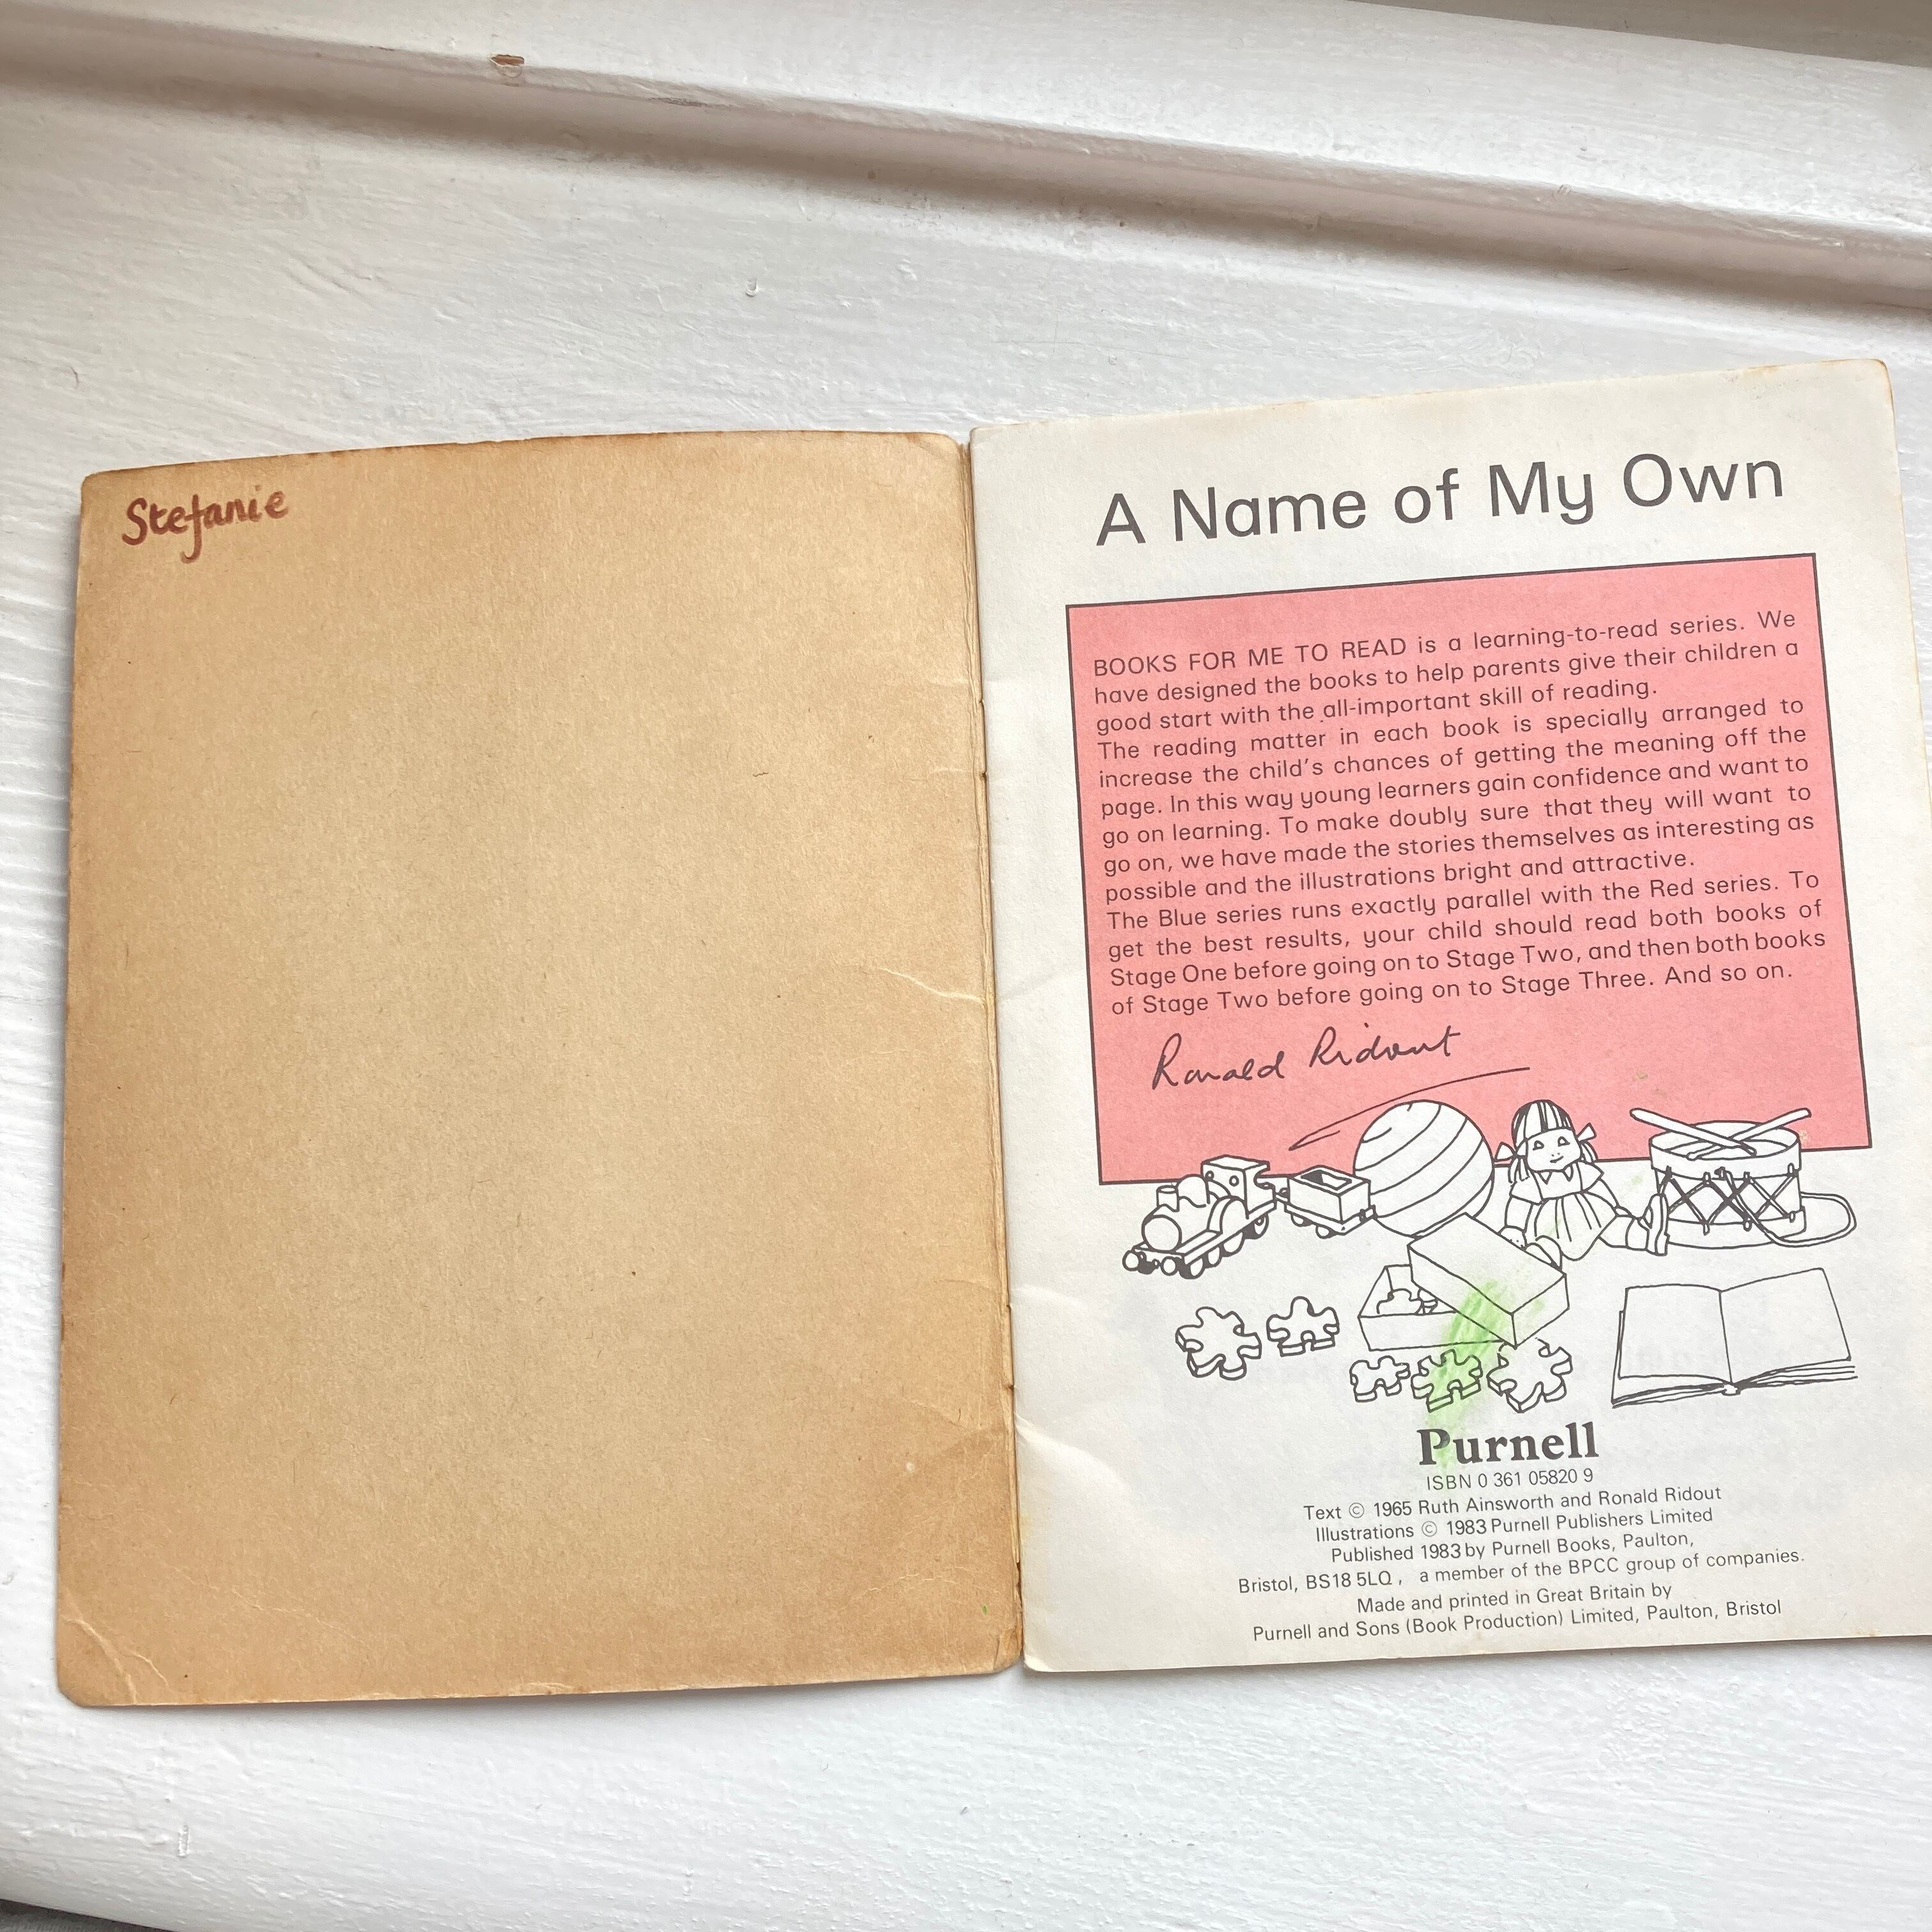 Stefanie
A Name of My Own
BOOKS FOR ME TO READ is a learning-to-read series. We
have designed the books to help parents give their children a
good start with the all-important skill of reading.
The reading matter in each book is specially arranged to
increase the child's chances of getting the meaning off the
page. In this way young learners gain confidence and want to
go on learning. To make doubly sure that they will want to
go on, we have made the stories themselves as interesting as
possible and the illustrations bright and attractive.
The Blue series runs exactly parallel with the Red series. To
get the best results, your child should read both books of
Stage One before going on to Stage Two, and then both books
of Stage Two before going on to Stage Three. And so on.
Ronald Ridout
Purnell
ISBN 0 361 05820 9
Text © 1965 Ruth Ainsworth and Ronald Ridout
Illustrations © 1983 Purnell Publishers Limited
Published 1983 by Purnell Books, Paulton,
Bristol, BS18 5LQ , a member of the BPCC group of companies.
Made and printed in Great Britain by
Purnell and Sons (Book Production) Limited, Paulton, Bristol